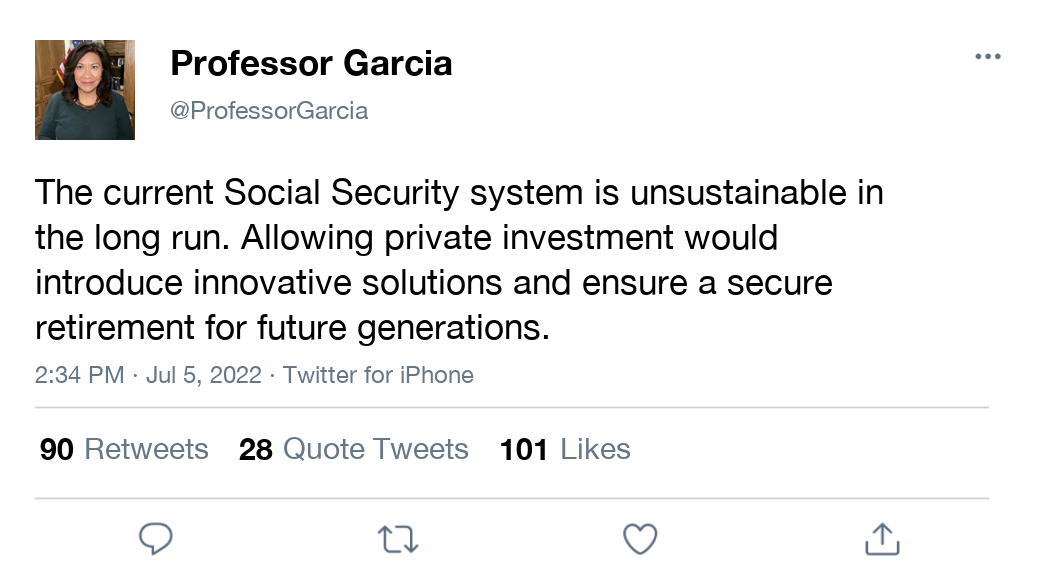 Professor Garcia
@ProfessorGarcia
The current Social Security system is unsustainable in
the long run. Allowing private investment would
introduce innovative solutions and ensure a secure
retirement for future generations.
2:34 PM · Jul 5, 2022 · Twitter for iPhone
90 Retweets 28 Quote Tweets 101 Likes